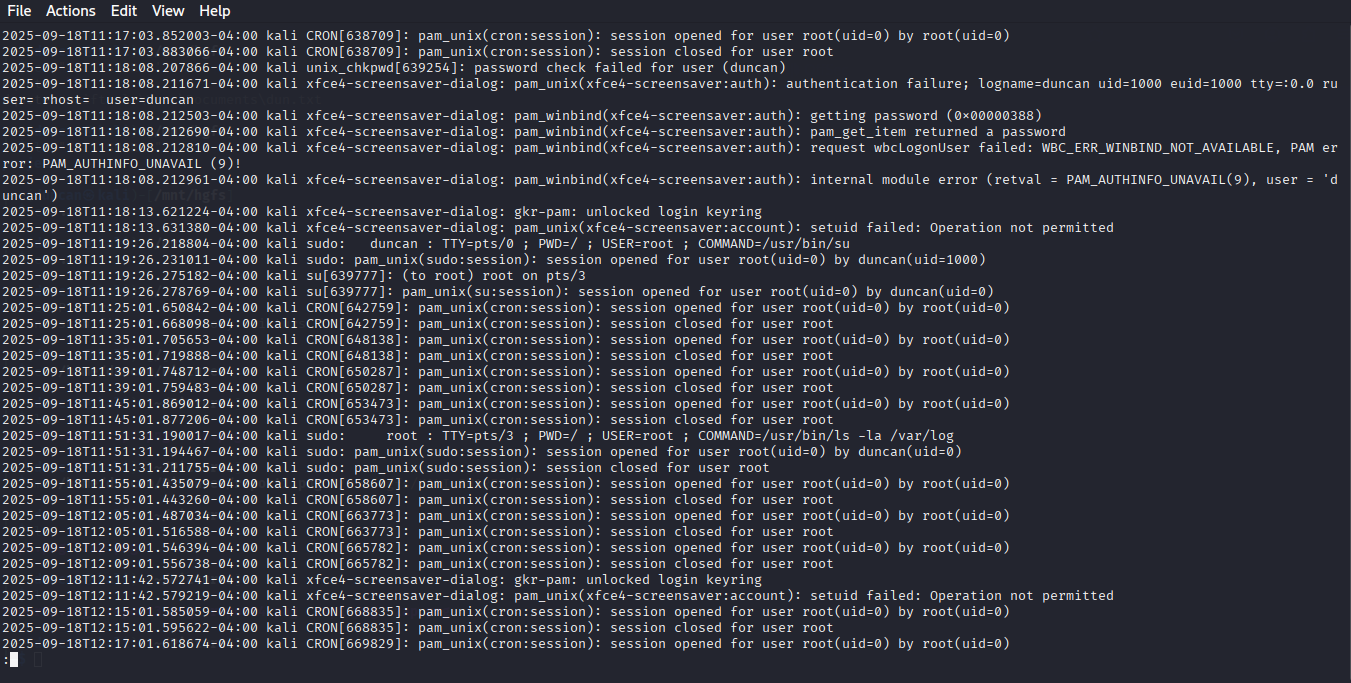 File Actions Edit View Help
2025-09-18T11:17:03.852003-04:00 kali CRON[638709]: pam_unix(cron:session): session opened for user root(uid=0) by root(uid=0)
2025-09-18T11:17:03.883066-04:00 kali CRON[638709]: pam_unix(cron:session): session closed for user root
2025-09-18T11:18:08.207866-04:00 kali unix_chkpwd[639254]: password check failed for user (duncan)
2025-09-18T11:18:08.211671-04:00 kali xfce4-screensaver-dialog: pam_unix(xfce4-screensaver:auth): authentication failure; logname=duncan uid=1000 euid=1000 tty=:0.0 ru
ser= rhost=  user=duncan
2025-09-18T11:18:08.212503-04:00 kali xfce4-screensaver-dialog: pam_winbind(xfce4-screensaver:auth): getting password (0x00000388)
2025-09-18T11:18:08.212690-04:00 kali xfce4-screensaver-dialog: pam_winbind(xfce4-screensaver:auth): pam_get_item returned a password
2025-09-18T11:18:08.212810-04:00 kali xfce4-screensaver-dialog: pam_winbind(xfce4-screensaver:auth): request wbcLogonUser failed: WBC_ERR_WINBIND_NOT_AVAILABLE, PAM er
ror: PAM_AUTHINFO_UNAVAIL (9)!
2025-09-18T11:18:08.212961-04:00 kali xfce4-screensaver-dialog: pam_winbind(xfce4-screensaver:auth): internal module error (retval = PAM_AUTHINFO_UNAVAIL(9), user = 'd
uncan')
2025-09-18T11:18:13.621224-04:00 kali xfce4-screensaver-dialog: gkr-pam: unlocked login keyring
2025-09-18T11:18:13.631380-04:00 kali xfce4-screensaver-dialog: pam_unix(xfce4-screensaver:account): setuid failed: Operation not permitted
2025-09-18T11:19:26.218804-04:00 kali sudo:   duncan : TTY=pts/0 ; PWD=/ ; USER=root ; COMMAND=/usr/bin/su
2025-09-18T11:19:26.231011-04:00 kali sudo: pam_unix(sudo:session): session opened for user root(uid=0) by duncan(uid=1000)
2025-09-18T11:19:26.275182-04:00 kali su[639777]: (to root) root on pts/3
2025-09-18T11:19:26.278769-04:00 kali su[639777]: pam_unix(su:session): session opened for user root(uid=0) by duncan(uid=0)
2025-09-18T11:25:01.650842-04:00 kali CRON[642759]: pam_unix(cron:session): session opened for user root(uid=0) by root(uid=0)
2025-09-18T11:25:01.668098-04:00 kali CRON[642759]: pam_unix(cron:session): session closed for user root
2025-09-18T11:35:01.705653-04:00 kali CRON[648138]: pam_unix(cron:session): session opened for user root(uid=0) by root(uid=0)
2025-09-18T11:35:01.719888-04:00 kali CRON[648138]: pam_unix(cron:session): session closed for user root
2025-09-18T11:39:01.748712-04:00 kali CRON[650287]: pam_unix(cron:session): session opened for user root(uid=0) by root(uid=0)
2025-09-18T11:39:01.759483-04:00 kali CRON[650287]: pam_unix(cron:session): session closed for user root
2025-09-18T11:45:01.869012-04:00 kali CRON[653473]: pam_unix(cron:session): session opened for user root(uid=0) by root(uid=0)
2025-09-18T11:45:01.877206-04:00 kali CRON[653473]: pam_unix(cron:session): session closed for user root
2025-09-18T11:51:31.190017-04:00 kali sudo:     root : TTY=pts/3 ; PWD=/ ; USER=root ; COMMAND=/usr/bin/ls -la /var/log
2025-09-18T11:51:31.194467-04:00 kali sudo: pam_unix(sudo:session): session opened for user root(uid=0) by duncan(uid=0)
2025-09-18T11:51:31.211755-04:00 kali sudo: pam_unix(sudo:session): session closed for user root
2025-09-18T11:55:01.435079-04:00 kali CRON[658607]: pam_unix(cron:session): session opened for user root(uid=0) by root(uid=0)
2025-09-18T11:55:01.443260-04:00 kali CRON[658607]: pam_unix(cron:session): session closed for user root
2025-09-18T12:05:01.487034-04:00 kali CRON[663773]: pam_unix(cron:session): session opened for user root(uid=0) by root(uid=0)
2025-09-18T12:05:01.516588-04:00 kali CRON[663773]: pam_unix(cron:session): session closed for user root
2025-09-18T12:09:01.546394-04:00 kali CRON[665782]: pam_unix(cron:session): session opened for user root(uid=0) by root(uid=0)
2025-09-18T12:09:01.556738-04:00 kali CRON[665782]: pam_unix(cron:session): session closed for user root
2025-09-18T12:11:42.572741-04:00 kali xfce4-screensaver-dialog: gkr-pam: unlocked login keyring
2025-09-18T12:11:42.579219-04:00 kali xfce4-screensaver-dialog: pam_unix(xfce4-screensaver:account): setuid failed: Operation not permitted
2025-09-18T12:15:01.585059-04:00 kali CRON[668835]: pam_unix(cron:session): session opened for user root(uid=0) by root(uid=0)
2025-09-18T12:15:01.595622-04:00 kali CRON[668835]: pam_unix(cron:session): session closed for user root
2025-09-18T12:17:01.618674-04:00 kali CRON[669829]: pam_unix(cron:session): session opened for user root(uid=0) by root(uid=0)
: